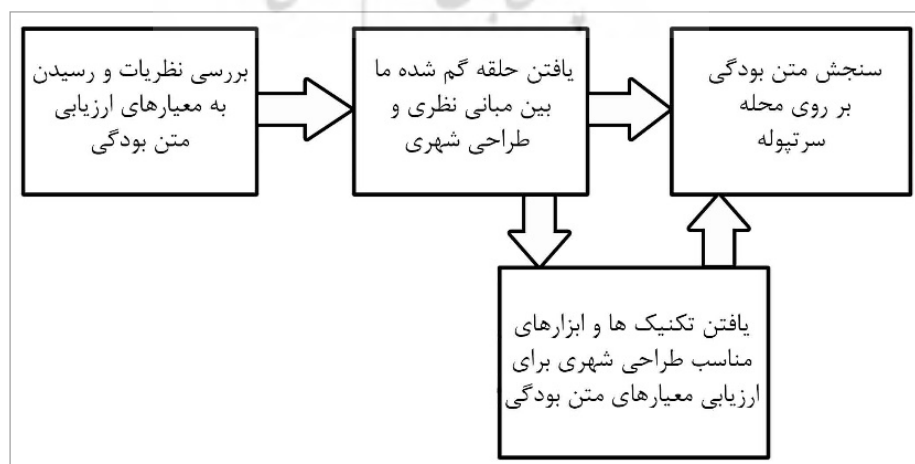 بررسی نظریات و رسیدن
به معیارهای ارزیابی
متن بودگی
یافتن حلقه گم شده ما
بین مبانی نظری و
طراحی شهری
سنجش متن بودگی
بر روی محله
سرتپوله
یافتن تکنیک ها و ابزارهای
مناسب طراحی شهری برای
ارزیابی معیارهای متن بودگی